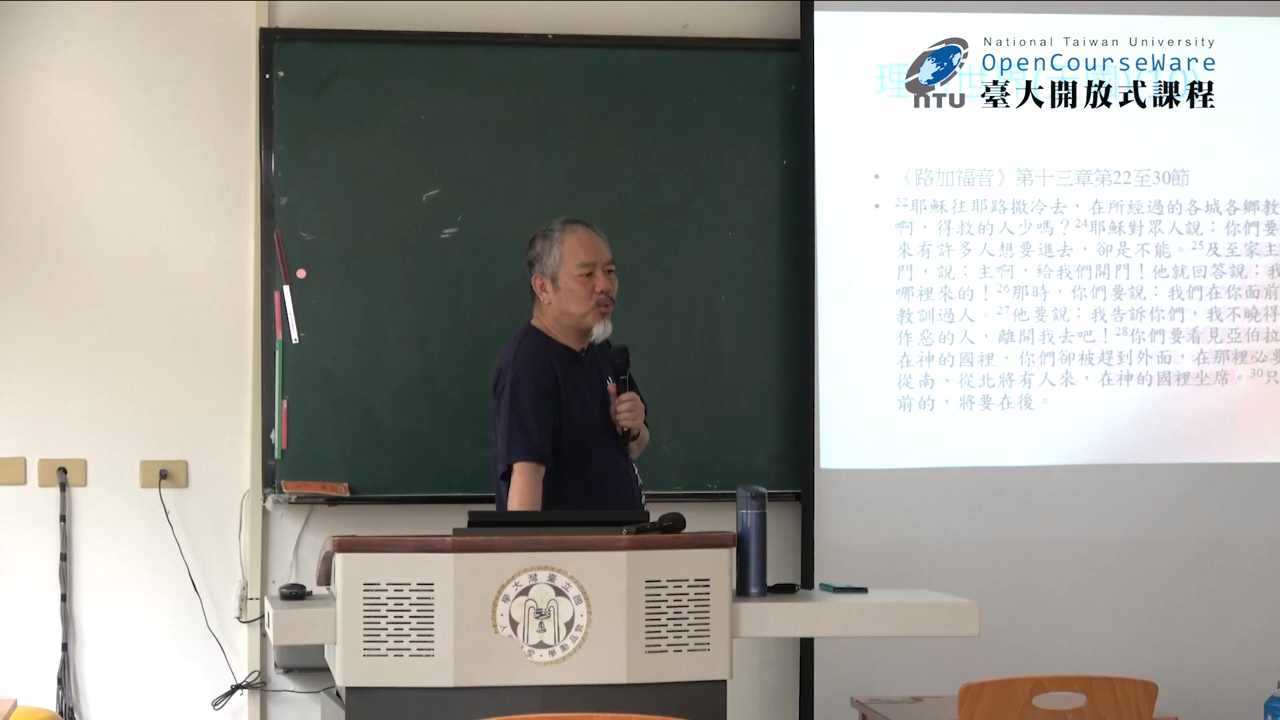 National Taiwan University
OpenCourseWare
NTU 臺大開放式課程
• 《路加福音》第十三章第22至30節
• 22耶穌往耶路撒冷去，在所經過的各城各鄉教
啊，得救的人少嗎？24耶穌對眾人說：你們要
來有許多人想要進去，卻是不能。25及至家主
門，說：主啊，給我們開門！他就回答說：我
哪裡來的！26那時，你們要說：我們在你面前
教訓過人。27他要說：我告訴你們，我不曉得
作惡的人，離開我去吧！28你們要看見亞伯拉
在神的國裡，你們卻被趕到外面，在那裡必
從南、從北將有人來，在神的國裡坐席。30只
前的，將要在後。
國立臺灣大學